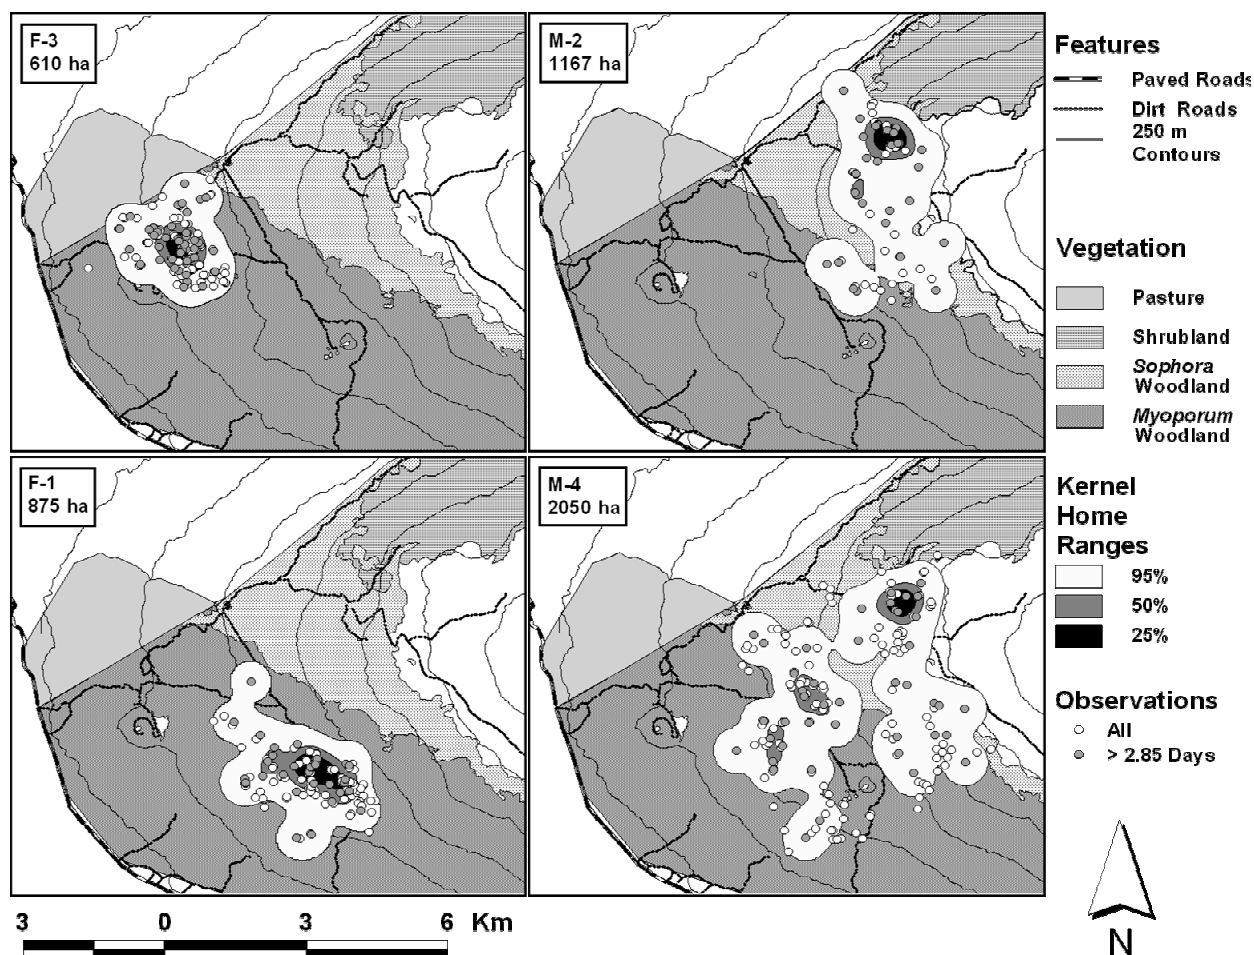 F-3
610 ha
M-2
1167 ha
F-1
875 ha
M-4
2050 ha
3 0 3 6 Km
Features
Paved Roads
Dirt Roads
250 m
Contours
Vegetation
Pasture
Shrubland
Sophora
Woodland
Myoporum
Woodland
Kernel
Home
Ranges
95%
50%
25%
Observations
All
> 2.85 Days
N